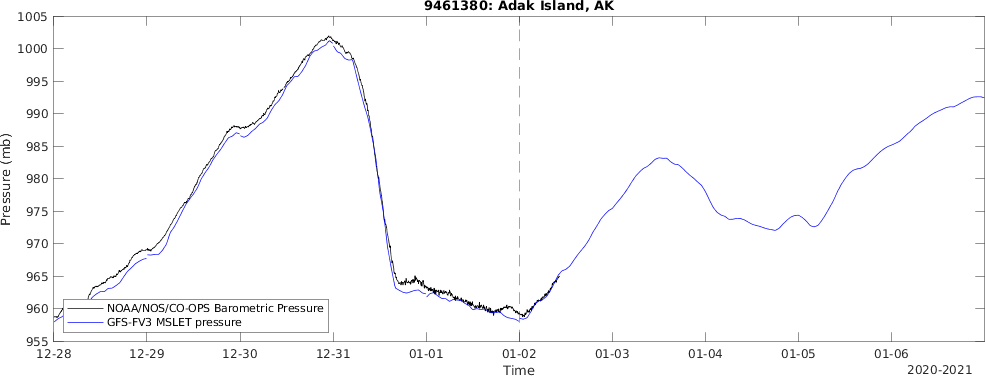 9461380: Adak Island, AK
Pressure (mb)
1005
1000
995
990
985
980
975
970
965
960
955
NOAA/NOS/CO-OPS Barometric Pressure
GFS-FV3 MSLET pressure
12-28 12-29 12-30 12-31 01-01 01-02 01-03 01-04 01-05 01-06
Time
2020-2021